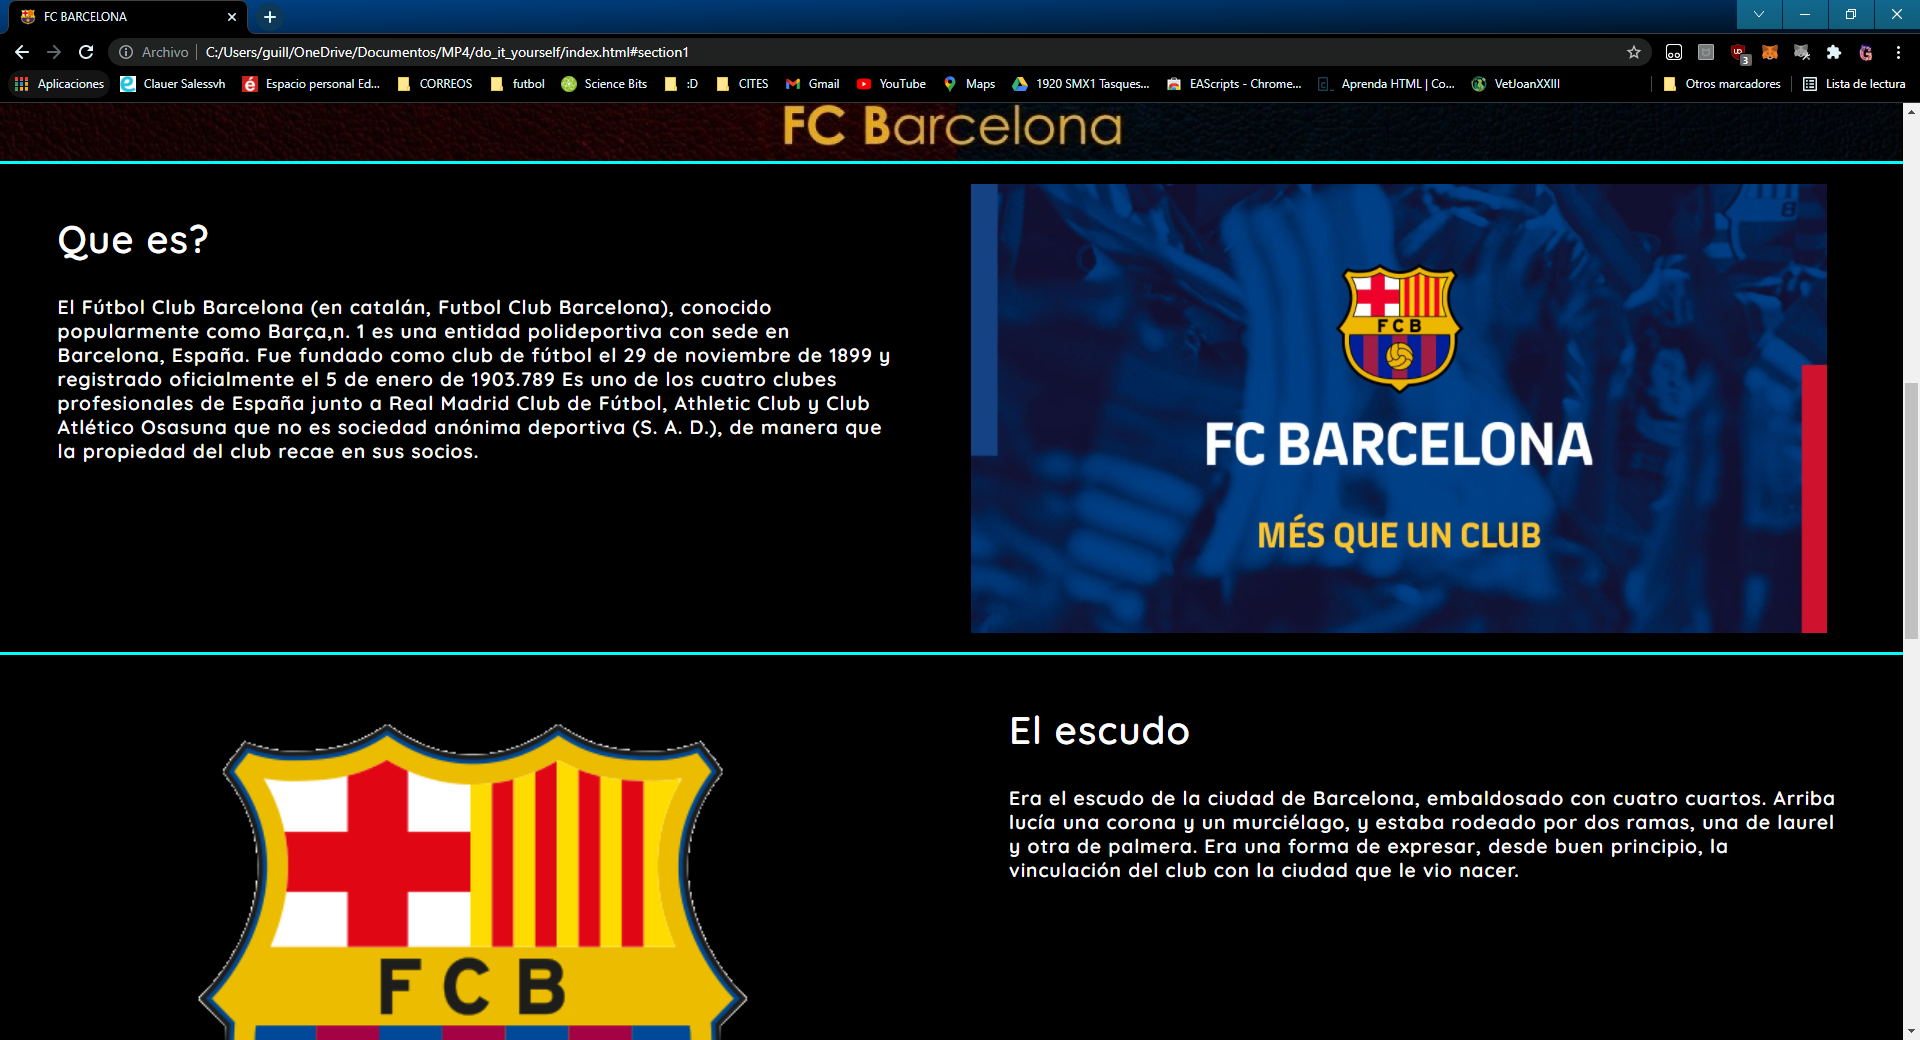 FC BARCELONA
Archivo C:/Users/guill/OneDrive/Documentos/MP4/do_it_yourself/index.html#section1
3
Aplicaciones Clauer Salessvh Espacio personal Ed... CORREOS futbol Science Bits :D CITES Gmail YouTube Maps 1920 SMX1 Tasques... EAScripts - Chrome... Aprenda HTML | Co... VetJoanXXIII Otros marcadores Lista de lectura
FC Barcelona
Que es?
El Fútbol Club Barcelona (en catalán, Futbol Club Barcelona), conocido
popularmente como Barça,n. 1 es una entidad polideportiva con sede en
Barcelona, España. Fue fundado como club de fútbol el 29 de noviembre de 1899 y
registrado oficialmente el 5 de enero de 1903.789 Es uno de los cuatro clubes
profesionales de España junto a Real Madrid Club de Fútbol, Athletic Club y Club
Atlético Osasuna que no es sociedad anónima deportiva (S. A. D.), de manera que
la propiedad del club recae en sus socios.
8
FCB
FC BARCELONA
MÉS QUE UN CLUB
El escudo
Era el escudo de la ciudad de Barcelona, embaldosado con cuatro cuartos. Arriba
lucía una corona y un murciélago, y estaba rodeado por dos ramas, una de laurel
y otra de palmera. Era una forma de expresar, desde buen principio, la
vinculación del club con la ciudad que le vio nacer.
FCB